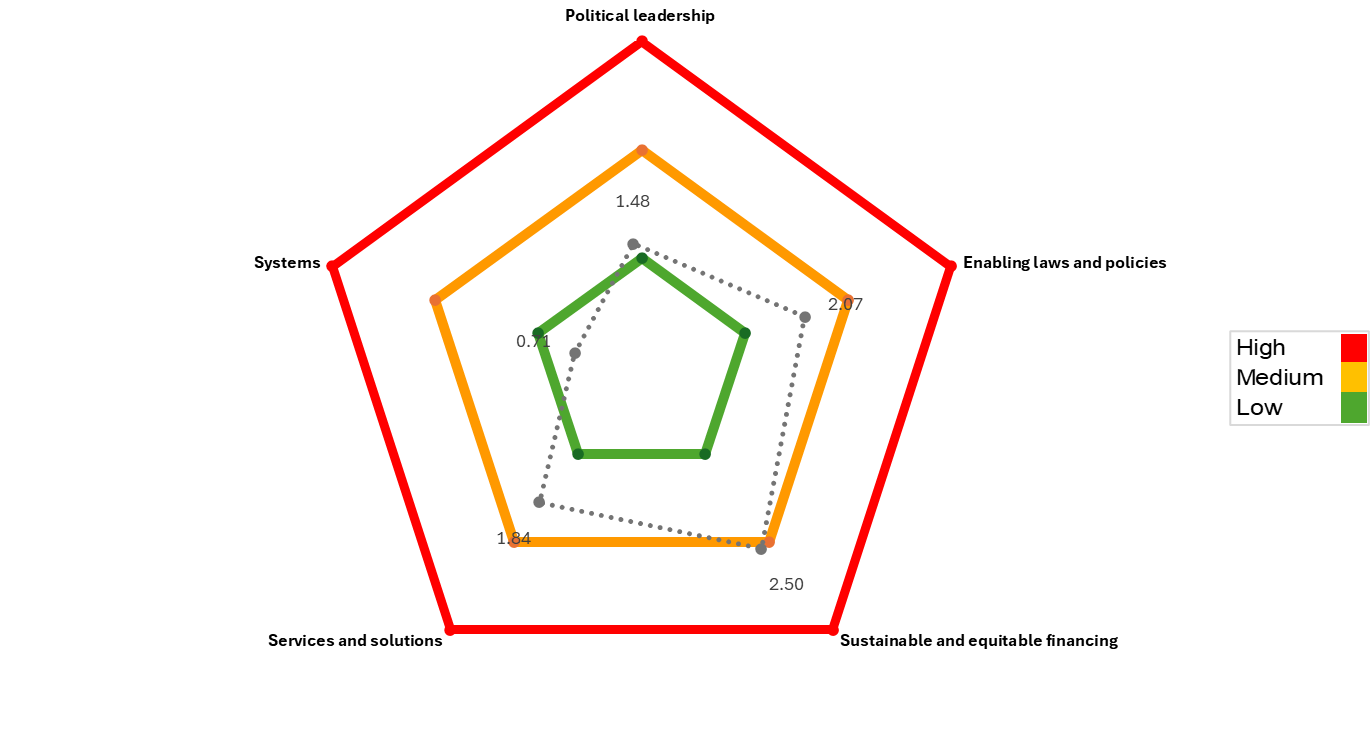 Political leadership
1.48
Systems
Enabling laws and policies
2.07
0.71
High
Medium
Low
1.84
2.50
Services and solutions
Sustainable and equitable financing